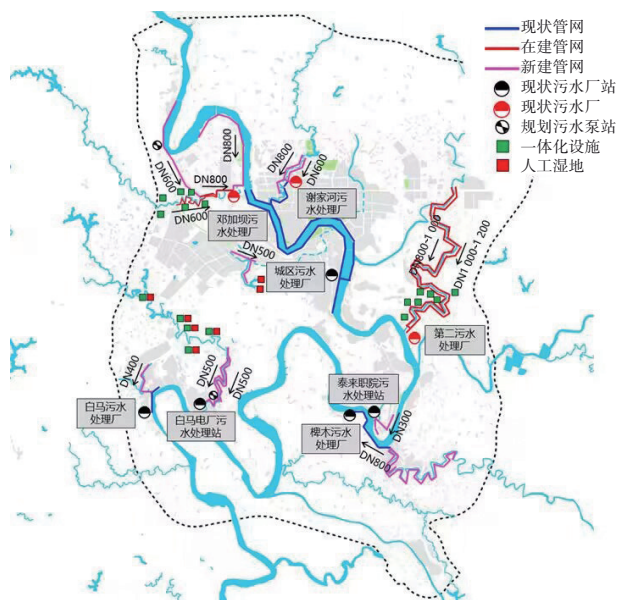 现状管网
在建管网
新建管网
现状污水厂站
现状污水厂
规划污水泵站
一体化设施
人工湿地
DN800
DN600
DN800
DN600
DN800
DN600
谢家河污
水处理厂
邓加坝污
水处理厂
DN500
城区污水
处理厂
DN800~1 000
DN1 000~1 200
第二污水
处理厂
DN400
DN500
DN500
白马污水
处理厂
白马电厂污
水处理站
泰来职院污
水处理站
DN300
椑木污水
处理厂
DN800